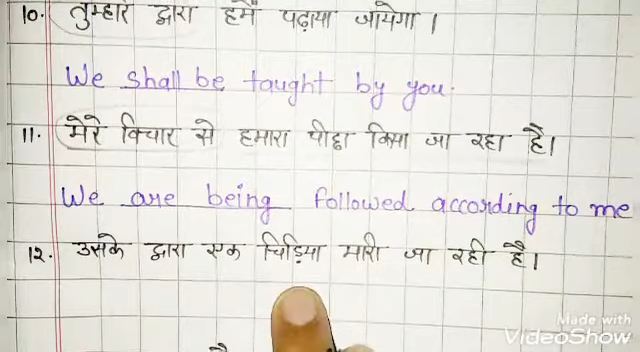 10. तुम्हारे द्वारा हमें पढ़ाया जायेगा।
We shall be taught by you.
11. मेरे विचार से हमारा पीछा किया जा रहा है।
We are being followed according to me
12. उसके द्वारा एक चिड़िया मारी जा रही है।
Made with
VideoShow